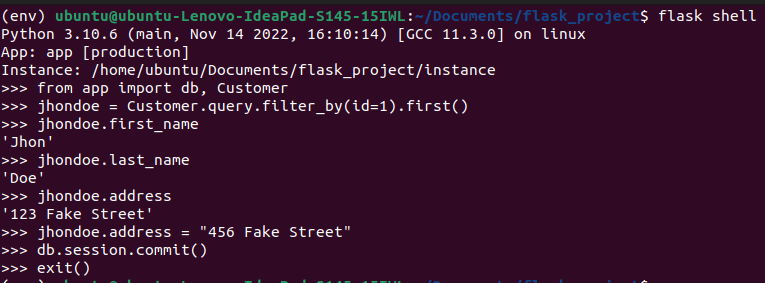 (env) ubuntu@ubuntu-Lenovo-IdeaPad-S145-15IWL:~/Documents/flask_project$ flask shell
Python 3.10.6 (main, Nov 14 2022, 16:10:14) [GCC 11.3.0] on linux
App: app [production]
Instance: /home/ubuntu/Documents/flask_project/instance
>>> from app import db, Customer
>>> jhondoe = Customer.query.filter_by(id=1).first()
>>> jhondoe.first_name
'Jhon'
>>> jhondoe.last_name
'Doe'
>>> jhondoe.address
'123 Fake Street'
>>> jhondoe.address = "456 Fake Street"
>>> db.session.commit()
>>> exit()